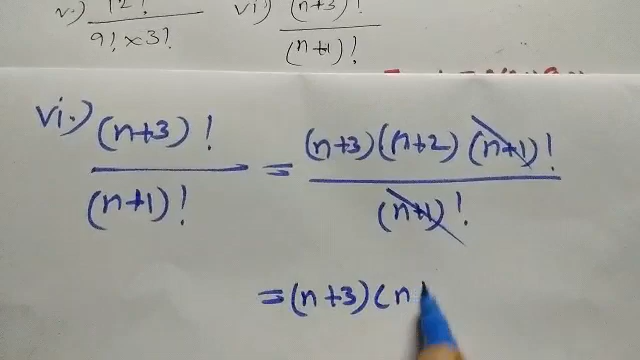 v.) 12! / 9! × 3!
vi) (n+3)! / (n+1)!
vi.) (n+3)! / (n+1)! = (n+3)(n+2)(n+1)! / (n+1)!
= (n+3)(n